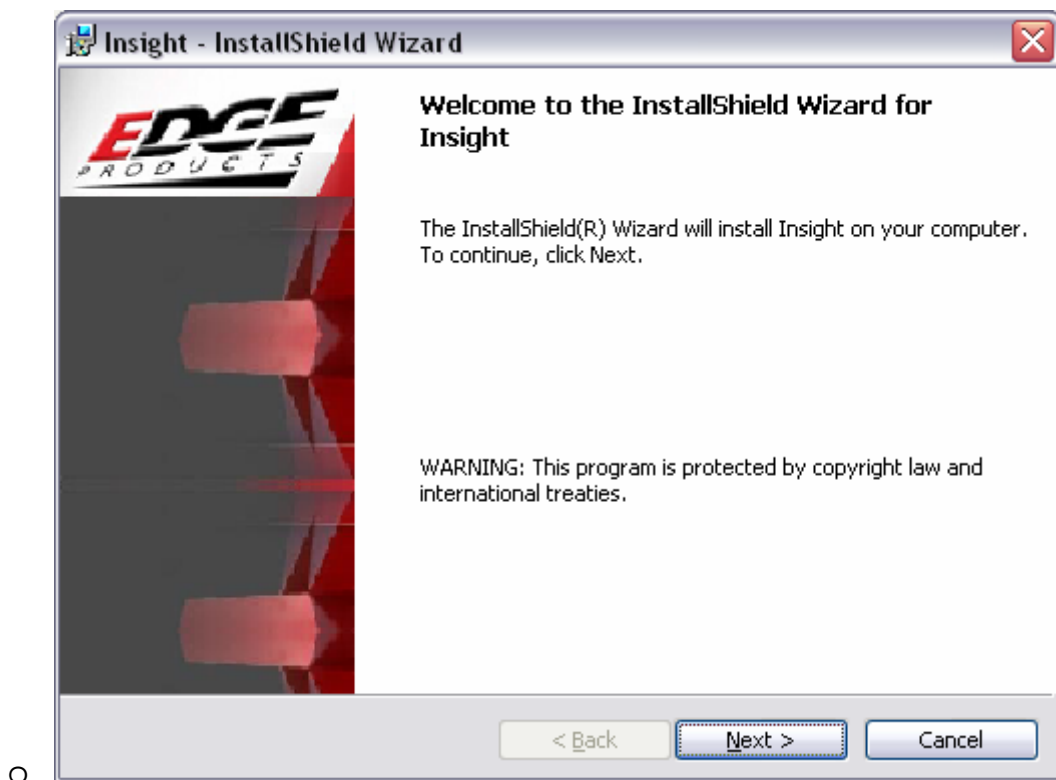 Insight - InstallShield Wizard
EDGE
PRODUCTS
Welcome to the InstallShield Wizard for
Insight
The InstallShield(R) Wizard will install Insight on your computer.
To continue, click Next.
WARNING: This program is protected by copyright law and
international treaties.
< Back
Next >
Cancel